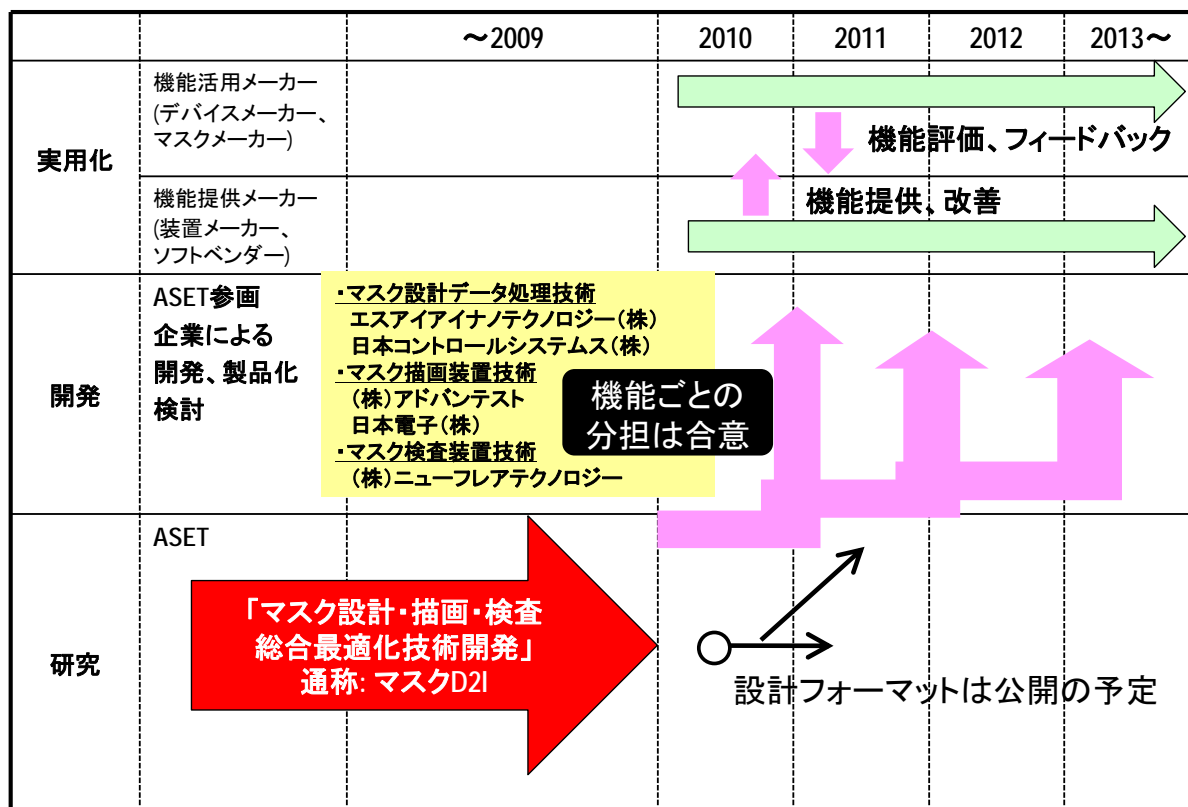 ～2009
2010
2011
2012
2013～
実用化
機能活用メーカー
(デバイスメーカー、
マスクメーカー)
機能評価、フィードバック
機能提供メーカー
(装置メーカー、
ソフトベンダー)
機能提供、改善
開発
ASET参画
企業による
開発、製品化
検討
・マスク設計データ処理技術
エスアイアイナノテクノロジー(株)
日本コントロールシステムス(株)
・マスク描画装置技術
(株)アドバンテスト
日本電子(株)
・マスク検査装置技術
(株)ニューフレアテクノロジー
機能ごとの
分担は合意
研究
ASET
「マスク設計・描画・検査
総合最適化技術開発」
通称: マスクD2I
設計フォーマットは公開の予定